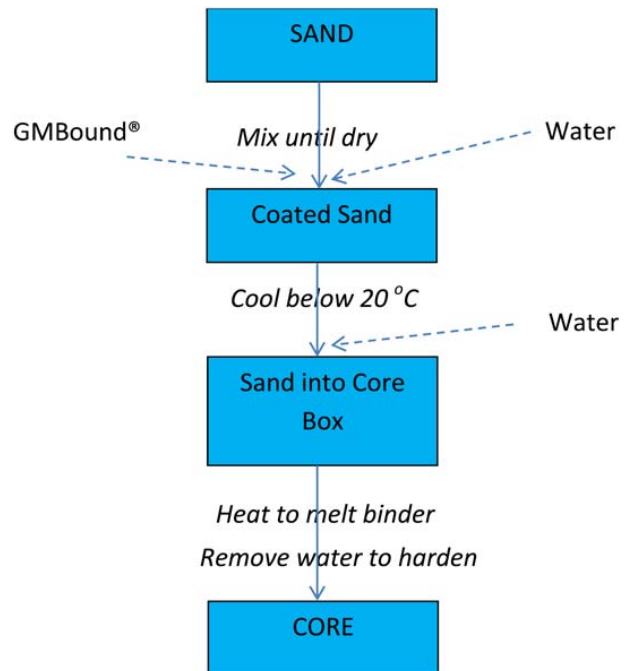 SAND
GMBound®
Mix until dry
Water
Coated Sand
Cool below 20 °C
Water
Sand into Core
Box
Heat to melt binder
Remove water to harden
CORE